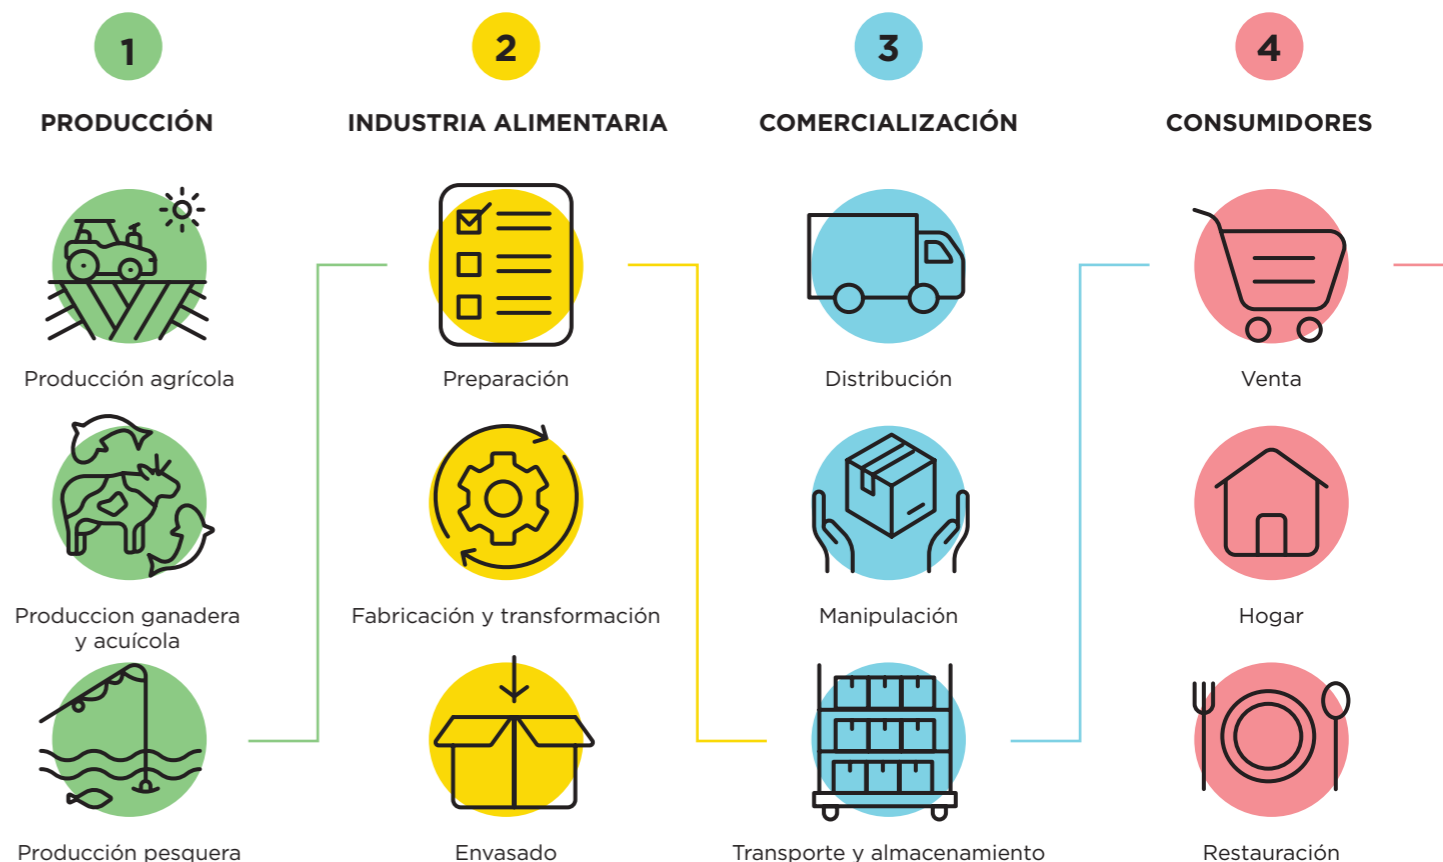 1
PRODUCCIÓN
Producción agrícola
Produccion ganadera
y acuícola
Producción pesquera
2
INDUSTRIA ALIMENTARIA
Preparación
Fabricación y transformación
Envasado
3
COMERCIALIZACIÓN
Distribución
Manipulación
Transporte y almacenamiento
4
CONSUMIDORES
Venta
Hogar
Restauración